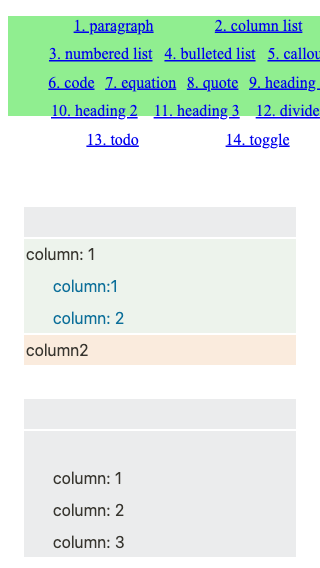 1. paragraph 2. column list
3. numbered list 4. bulleted list 5. callou
6. code 7. equation 8. quote 9. heading
10. heading 2 11. heading 3 12. divide
13. todo 14. toggle
column: 1
column:1
column: 2
column2
column: 1
column: 2
column: 3